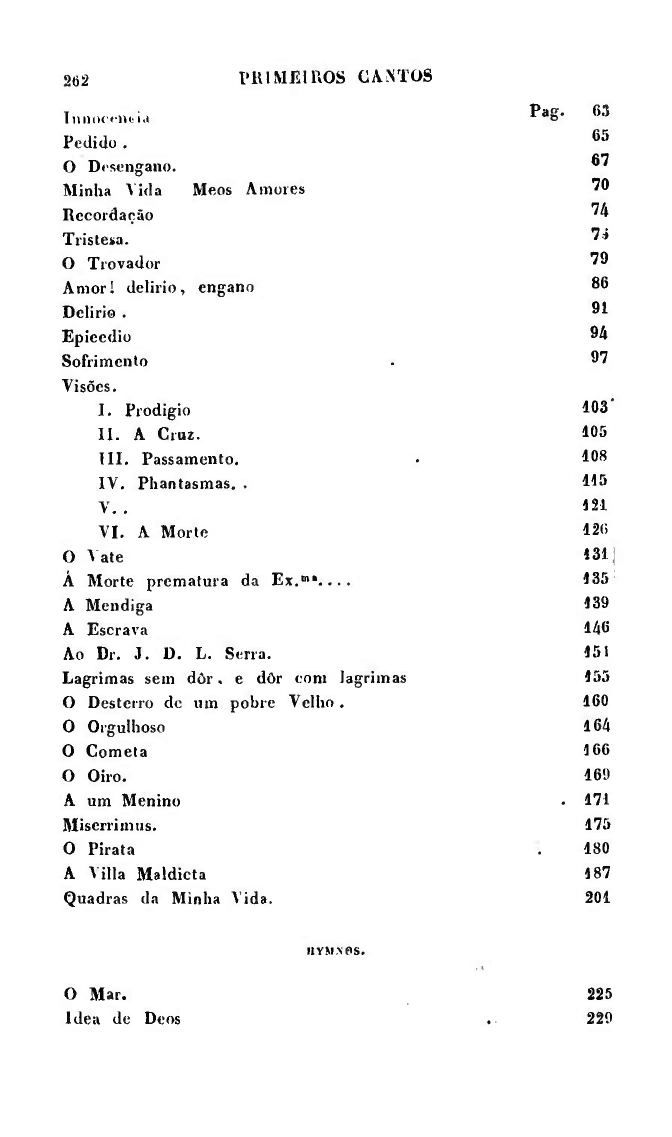 262 PRIMEIROS CANTOS
Innocencia Pag. 63
Pedido . 65
O Desengano. 67
Minha Vida Meos Amores 70
Recordação 74
Tristesa.
O Trovador 79
Amor! delirio, engano 86
Delirio . 91
Epicedio 94
Sofrimento 97
Visões.
I. Prodigio 103
II. A Cruz. 105
III. Passamento. 108
IV. Phantasmas. . 115
V. . 121
VI. A Morte 126
O Vate 131
Á Morte prematura da Ex.ᵐᵃ.... 135
A Mendiga 139
A Escrava 146
Ao Dr. J. D. L. Serra. 151
Lagrimas sem dôr, e dôr com lagrimas 155
O Desterro de um pobre Velho . 160
O Orgulhoso 164
O Cometa 166
O Oiro. 169
A um Menino . 171
Miserrimus. 175
O Pirata . 180
A Villa Maldicta 187
Quadras da Minha Vida. 201
HYMNOS.
O Mar. 225
Idea de Deos . 229